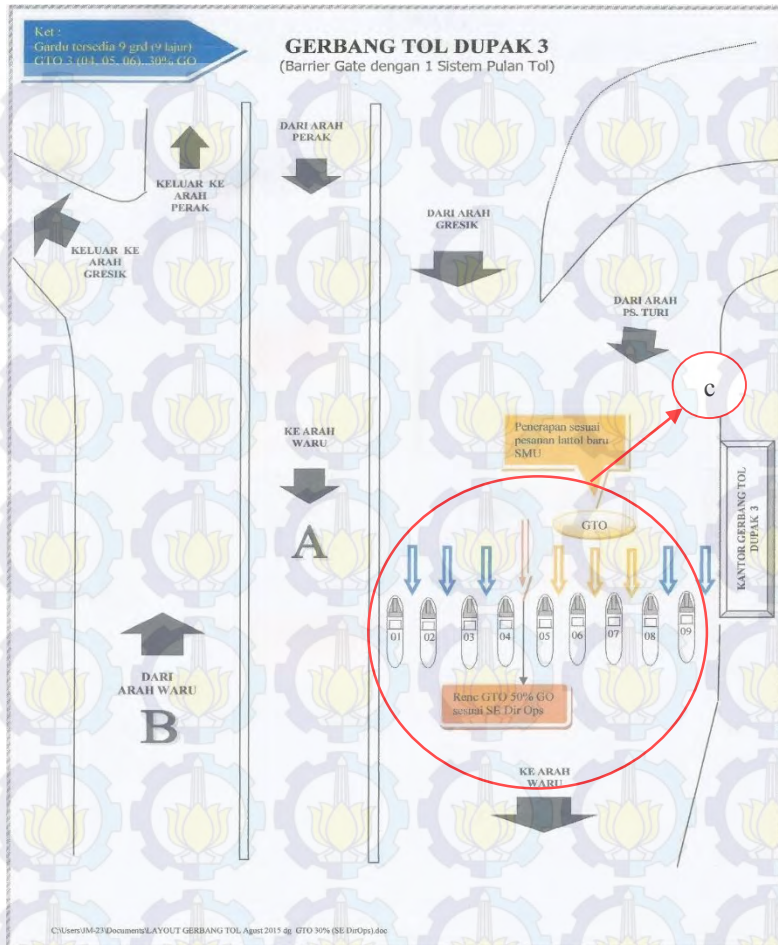 Ket :
Gardu tersedia 9 grd (9 lajur)
GTO 3 (04, 05, 06)..30% GO
GERBANG TOL DUPAK 3
(Barrier Gate dengan 1 Sistem Pulan Tol)
DARI ARAH
PERAK
KELUAR KE
ARAH
PERAK
DARI ARAH
GRESIK
KELUAR KE
ARAH
GRESIK
DARI ARAH
PS. TURI
c
KE ARAH
WARU
Penerapan sesuai
pesanan lattol baru
SMU
GTO
A
KANTOR GERBANG TOL
DUPAK 3
01
02
03
04
05
06
07
08
09
DARI
ARAH WARU
B
Renc GTO 50% GO
sesuai SE Dir Ops
KE ARAH
WARU
C:\Users\JM-23\Documents\LAYOUT GERBANG TOL Agust 2015 dg GTO 30% (SE DirOps).doc